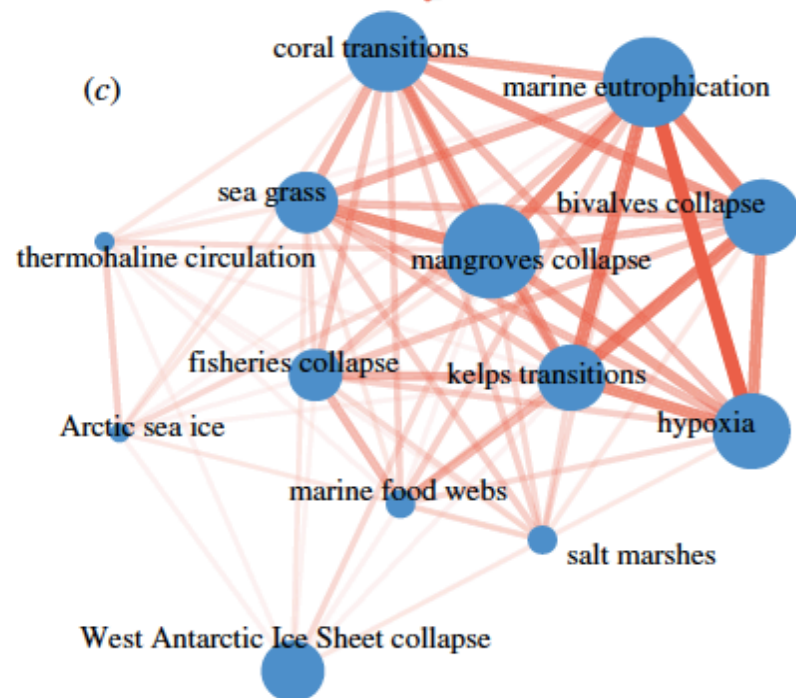 coral transitions
(c)
marine eutrophication
sea grass
bivalves collapse
thermohaline circulation
mangroves collapse
fisheries collapse
kelps transitions
Arctic sea ice
hypoxia
marine food webs
salt marshes
West Antarctic Ice Sheet collapse